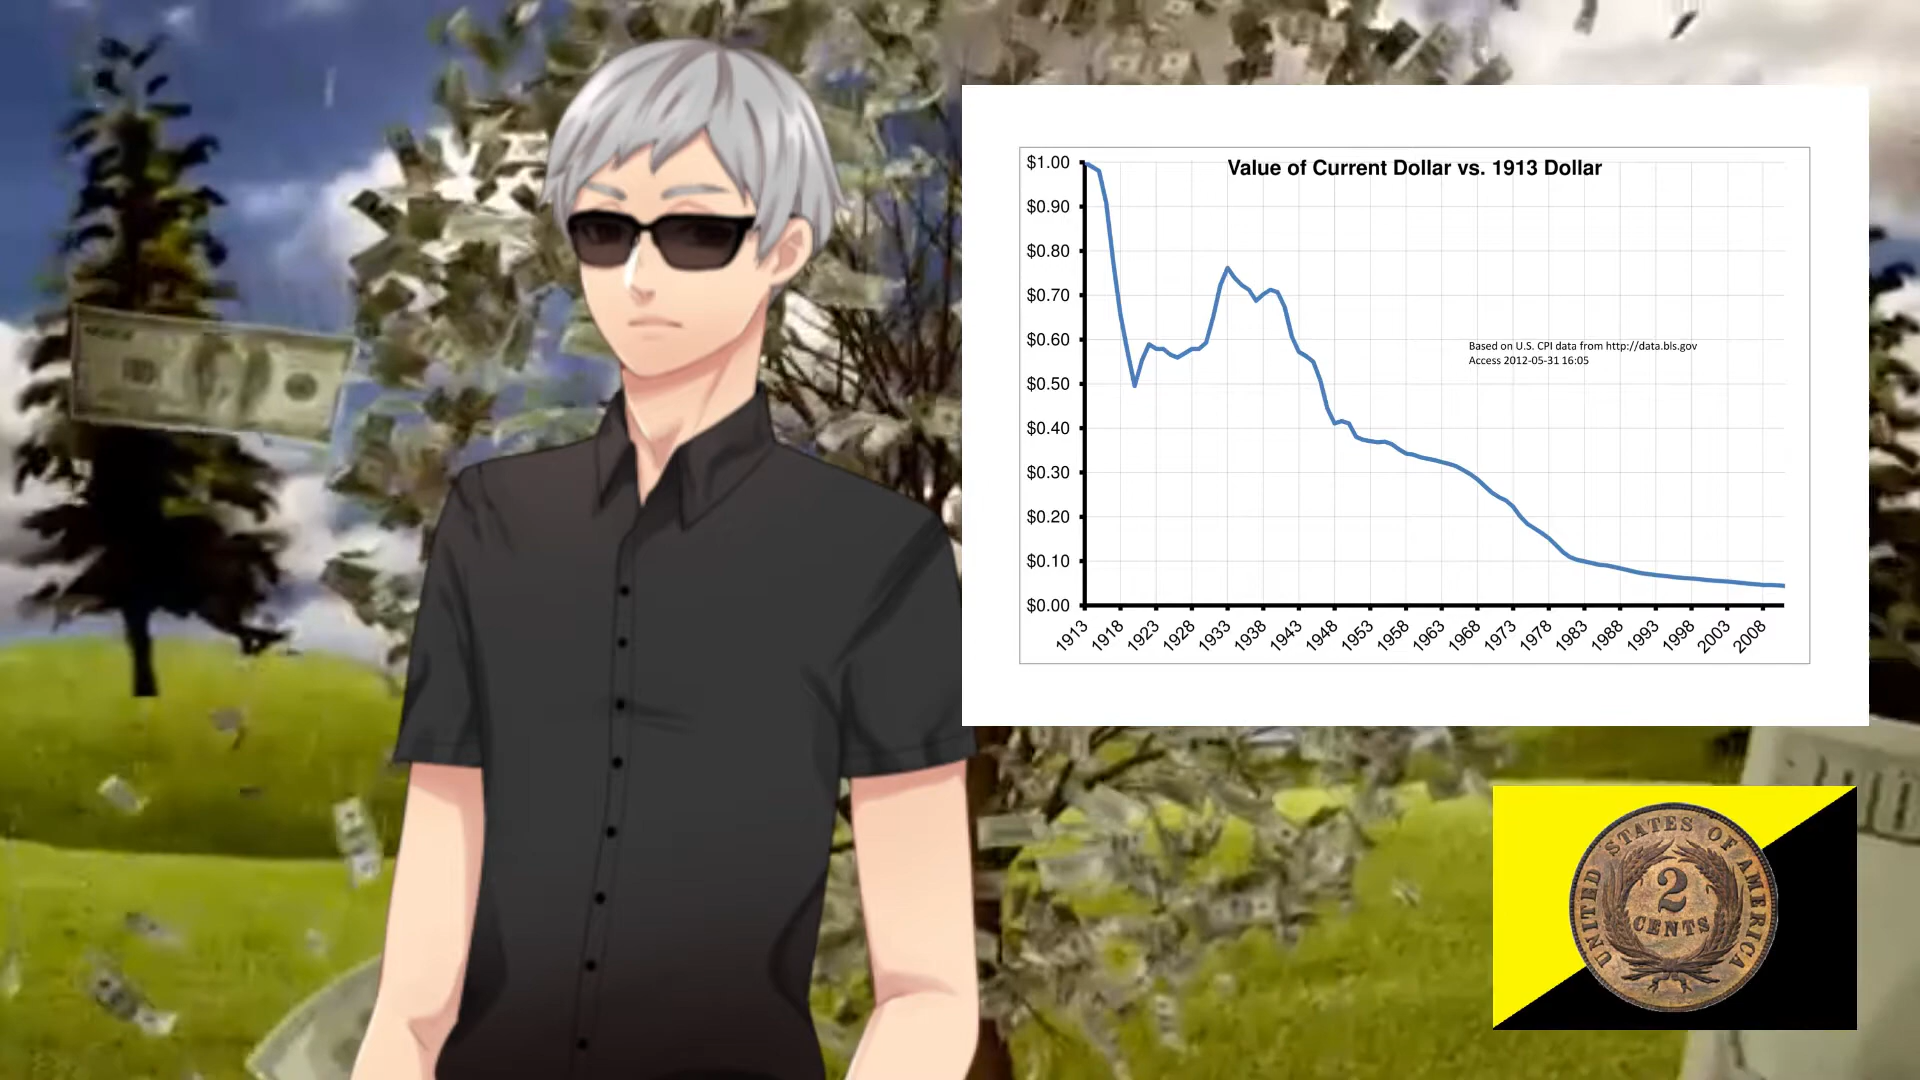 Value of Current Dollar vs. 1913 Dollar
$1.00
$0.90
$0.80
$0.70
$0.60
$0.50
$0.40
$0.30
$0.20
$0.10
$0.00
Based on U.S. CPI data from http://data.bls.gov
Access 2012-05-31 16:05
1913 1918 1923 1928 1933 1938 1943 1948 1953 1958 1963 1968 1973 1978 1983 1988 1993 1998 2003 2008
UNITED STATES OF AMERICA
2
CENTS